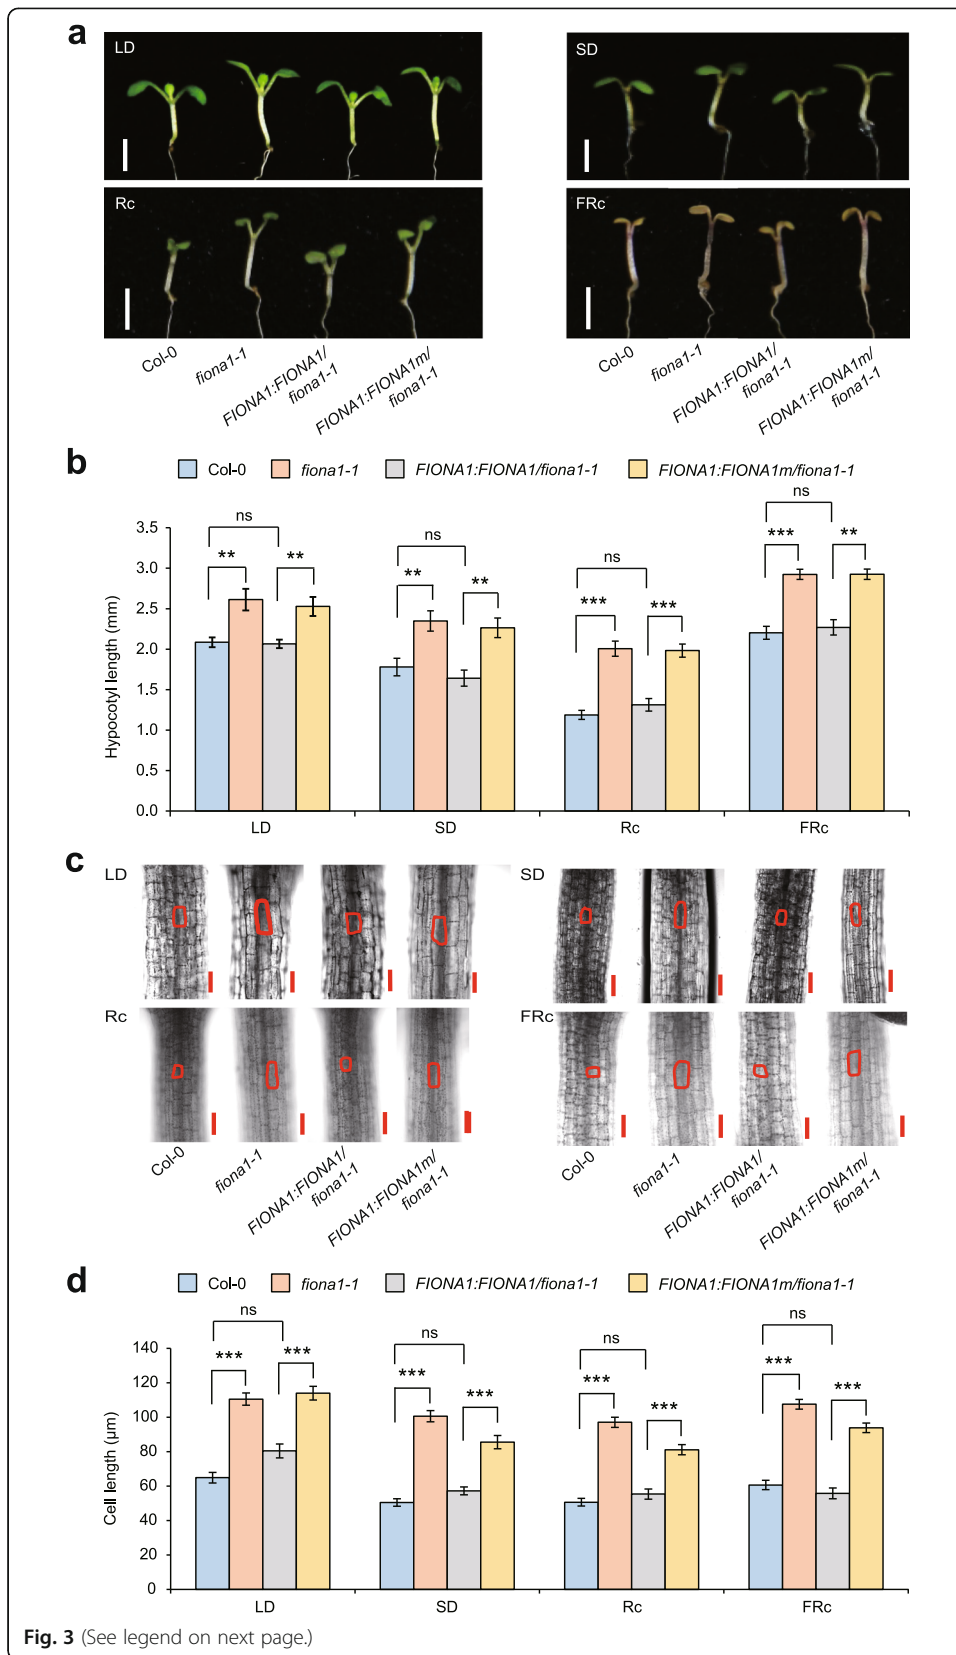 a
LD
SD
Rc
FRc
Col-0
fiona1-1
FIONA1:FIONA1/
fiona1-1
FIONA1:FIONA1m/
fiona1-1
Col-0
fiona1-1
FIONA1:FIONA1/
fiona1-1
FIONA1:FIONA1m/
fiona1-1
b
Col-0 fiona1-1 FIONA1:FIONA1/fiona1-1 FIONA1:FIONA1m/fiona1-1
Hypocotyl length (mm)
3.5
3.0
2.5
2.0
1.5
1.0
0.5
0.0
ns
** **
ns
** **
ns
*** ***
ns
*** **
LD SD Rc FRc
c
LD
SD
Rc
FRc
Col-0
fiona1-1
FIONA1:FIONA1/
fiona1-1
FIONA1:FIONA1m/
fiona1-1
Col-0
fiona1-1
FIONA1:FIONA1/
fiona1-1
FIONA1:FIONA1m/
fiona1-1
d
Col-0 fiona1-1 FIONA1:FIONA1/fiona1-1 FIONA1:FIONA1m/fiona1-1
Cell length (µm)
140
120
100
80
60
40
20
0
ns
*** ***
ns
*** ***
ns
*** ***
ns
*** ***
LD SD Rc FRc
Fig. 3 (See legend on next page.)